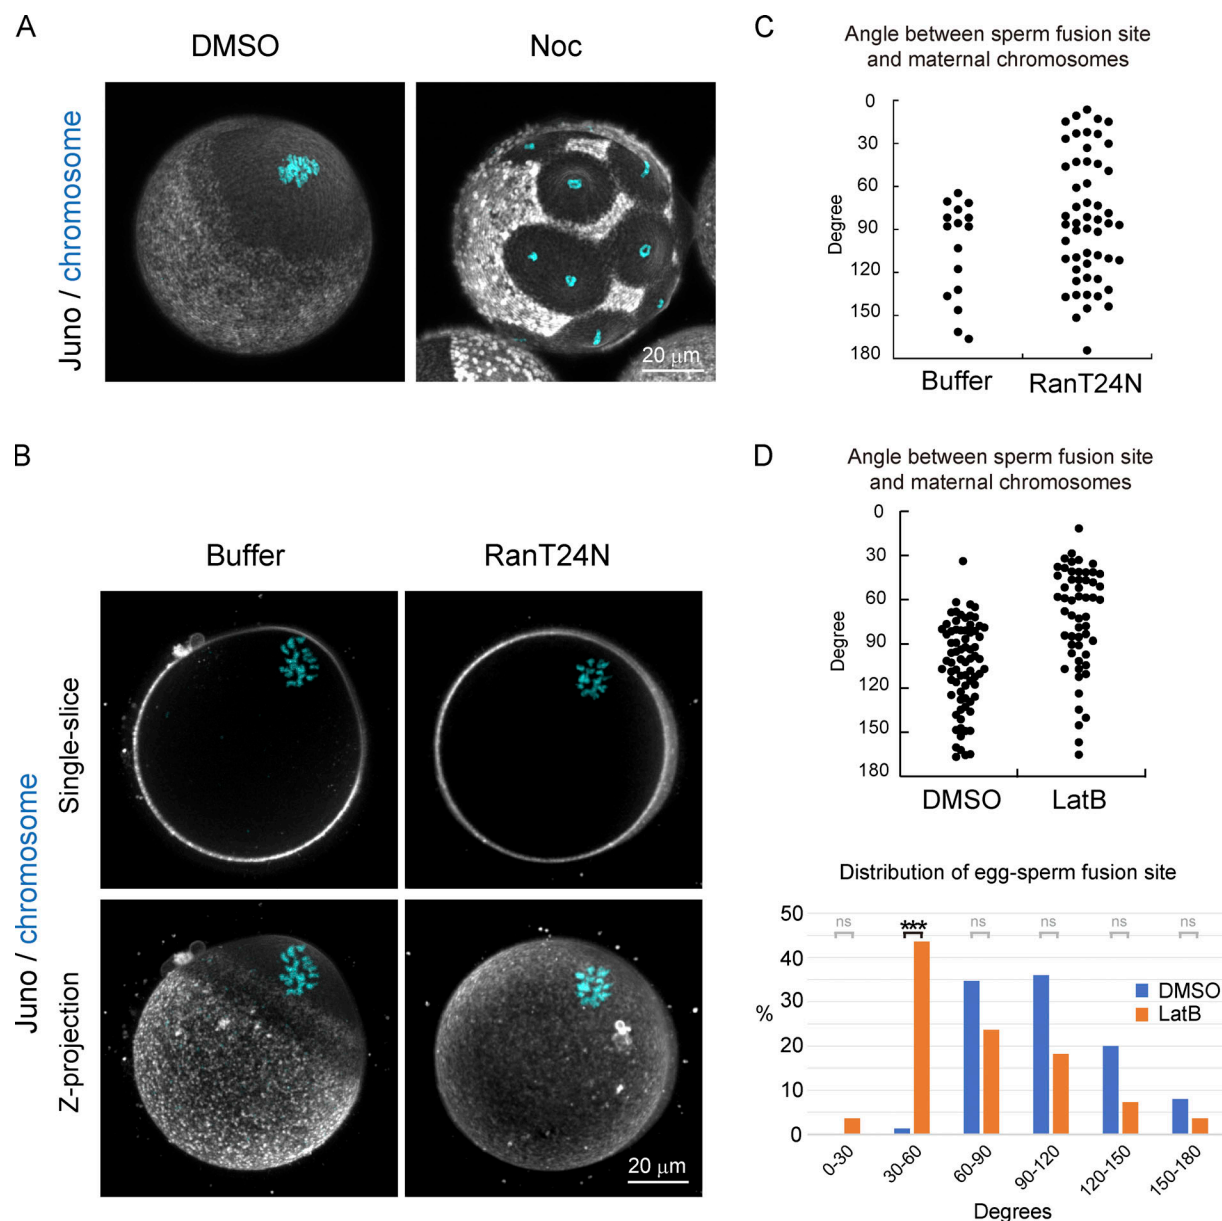 A
DMSO
Noc
Juno / chromosome
20 μm
B
Buffer
RanT24N
Single-slice
Z-projection
Juno / chromosome
20 μm
C
Angle between sperm fusion site
and maternal chromosomes
Degree
0
30
60
90
120
150
180
Buffer
RanT24N
D
Angle between sperm fusion site
and maternal chromosomes
Degree
0
30
60
90
120
150
180
DMSO
LatB
Distribution of egg-sperm fusion site
50
40
30
20
10
0
%
ns
***
ns
ns
ns
ns
DMSO
LatB
0-30
30-60
60-90
90-120
120-150
150-180
Degrees